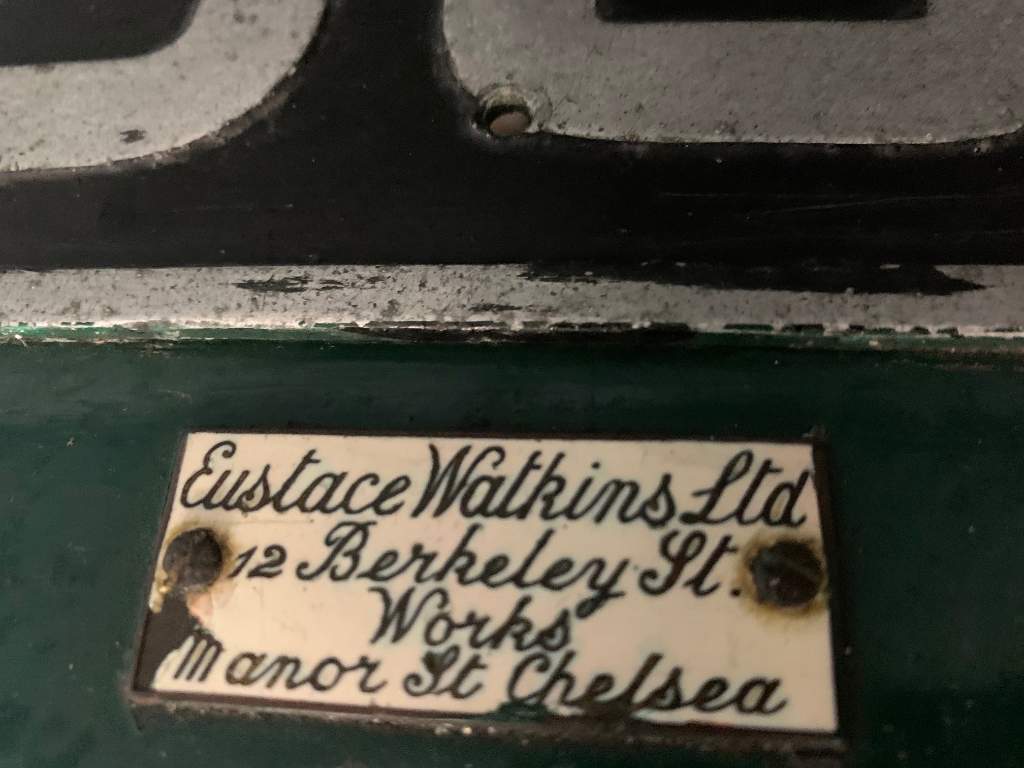 Eustace Watkins Ltd
12 Berkeley St.
Works
Manor St Chelsea